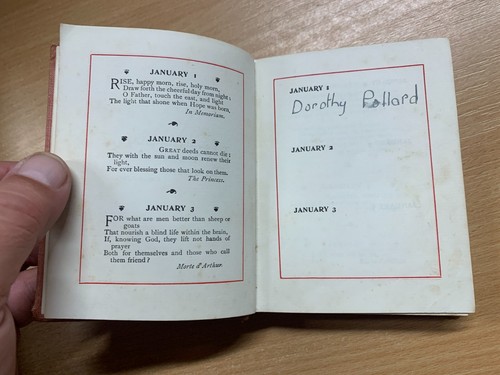 JANUARY 1
RISE, happy morn, rise, holy morn,
Draw forth the cheerful day from night;
O Father, touch the east, and light
The light that shone when Hope was born.
In Memoriam.
JANUARY 2
GREAT deeds cannot die;
They with the sun and moon renew their
light,
For ever blessing those that look on them.
The Princess.
JANUARY 3
FOR what are men better than sheep or
goats
That nourish a blind life within the brain,
If, knowing God, they lift not hands of
prayer
Both for themselves and those who call
them friend?
Morte d'Arthur.
JANUARY 1
Dorothy Pollard
JANUARY 2
JANUARY 3